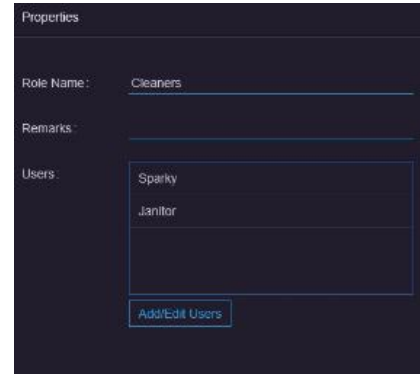 Properties
Role Name: Cleaners
Remarks:
Users: Sparky
Janitor
Add/Edit Users